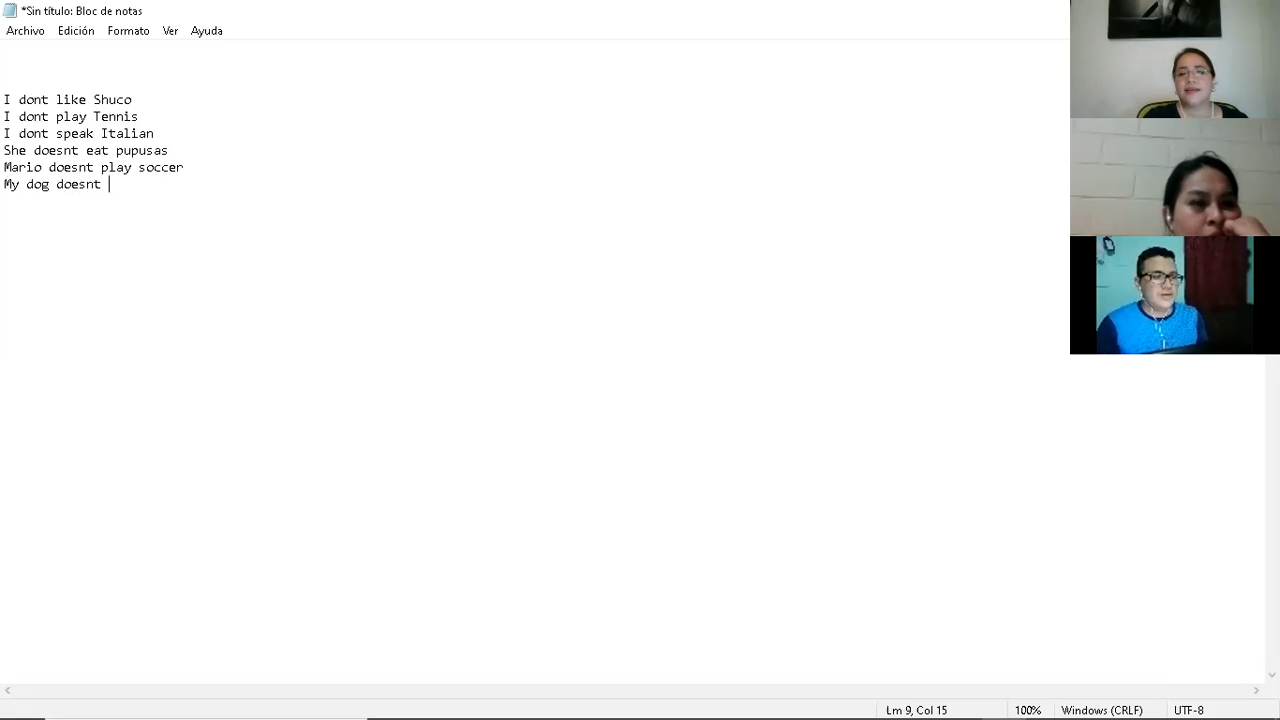 *Sin título: Bloc de notas
Archivo Edición Formato Ver Ayuda
I dont like Shuco
I dont play Tennis
I dont speak Italian
She doesnt eat pupusas
Mario doesnt play soccer
My dog doesnt
Lm 9, Col 15 100% Windows (CRLF) UTF-8